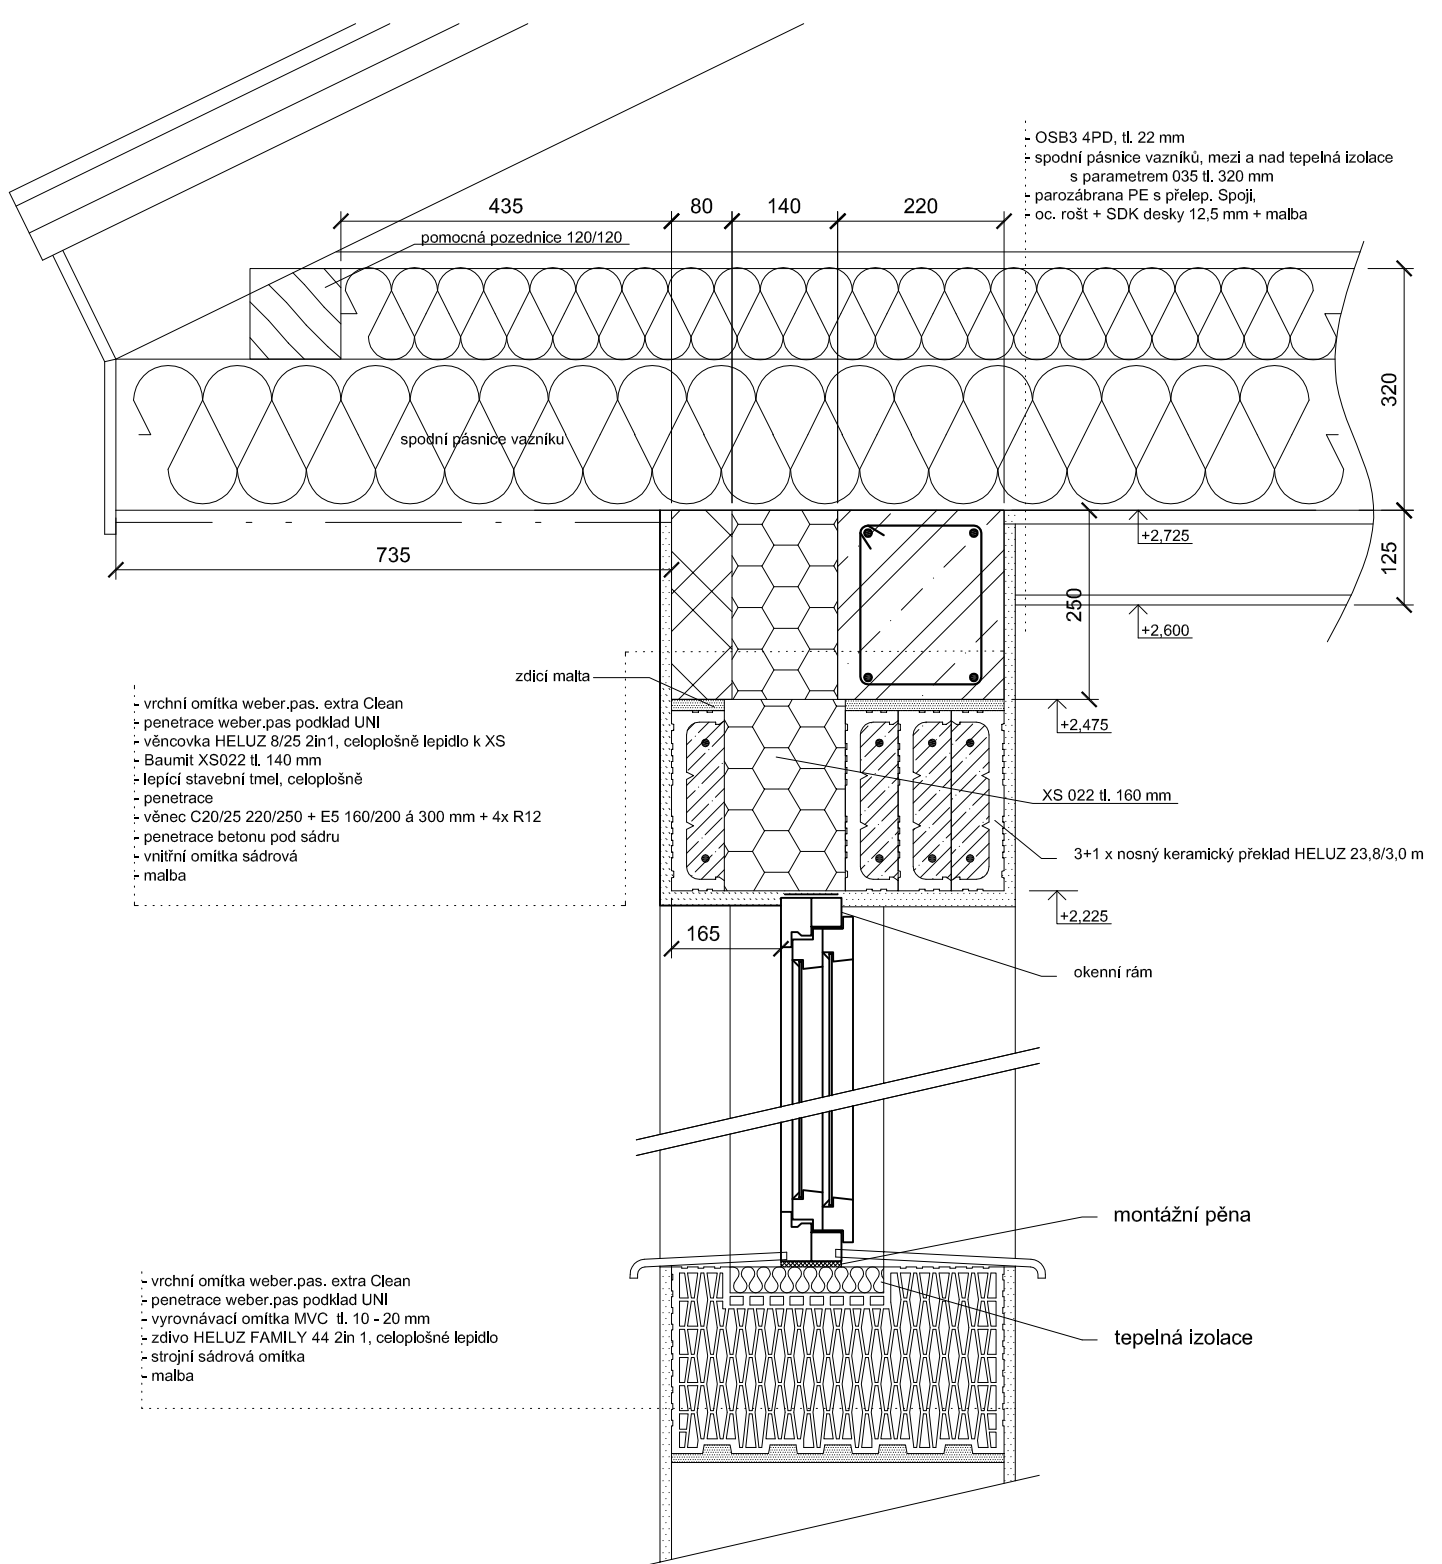 - OSB3 4PD, tl. 22 mm
- spodní pásnice vazníků, mezi a nad tepelná izolace
s parametrem 035 tl. 320 mm
- parozábrana PE s přelep. Spoji,
- oc. rošt + SDK desky 12,5 mm + malba
435
80
140
220
pomocná pozednice 120/120
320
spodní pásnice vazníku
+2,725
735
125
250
+2,600
zdicí malta
- vrchní omítka weber.pas. extra Clean
- penetrace weber.pas podklad UNI
- věncovka HELUZ 8/25 2in1, celoplošně lepidlo k XS
- Baumit XS022 tl. 140 mm
- lepící stavební tmel, celoplošně
- penetrace
- věnec C20/25 220/250 + E5 160/200 á 300 mm + 4x R12
- penetrace betonu pod sádru
- vnitřní omítka sádrová
- malba
+2,475
XS 022 tl. 160 mm
3+1 x nosný keramický překlad HELUZ 23,8/3,0 m
+2,225
165
okenní rám
montážní pěna
- vrchní omítka weber.pas. extra Clean
- penetrace weber.pas podklad UNI
- vyrovnávací omítka MVC tl. 10 - 20 mm
- zdivo HELUZ FAMILY 44 2in 1, celoplošné lepidlo
- strojní sádrová omítka
- malba
tepelná izolace